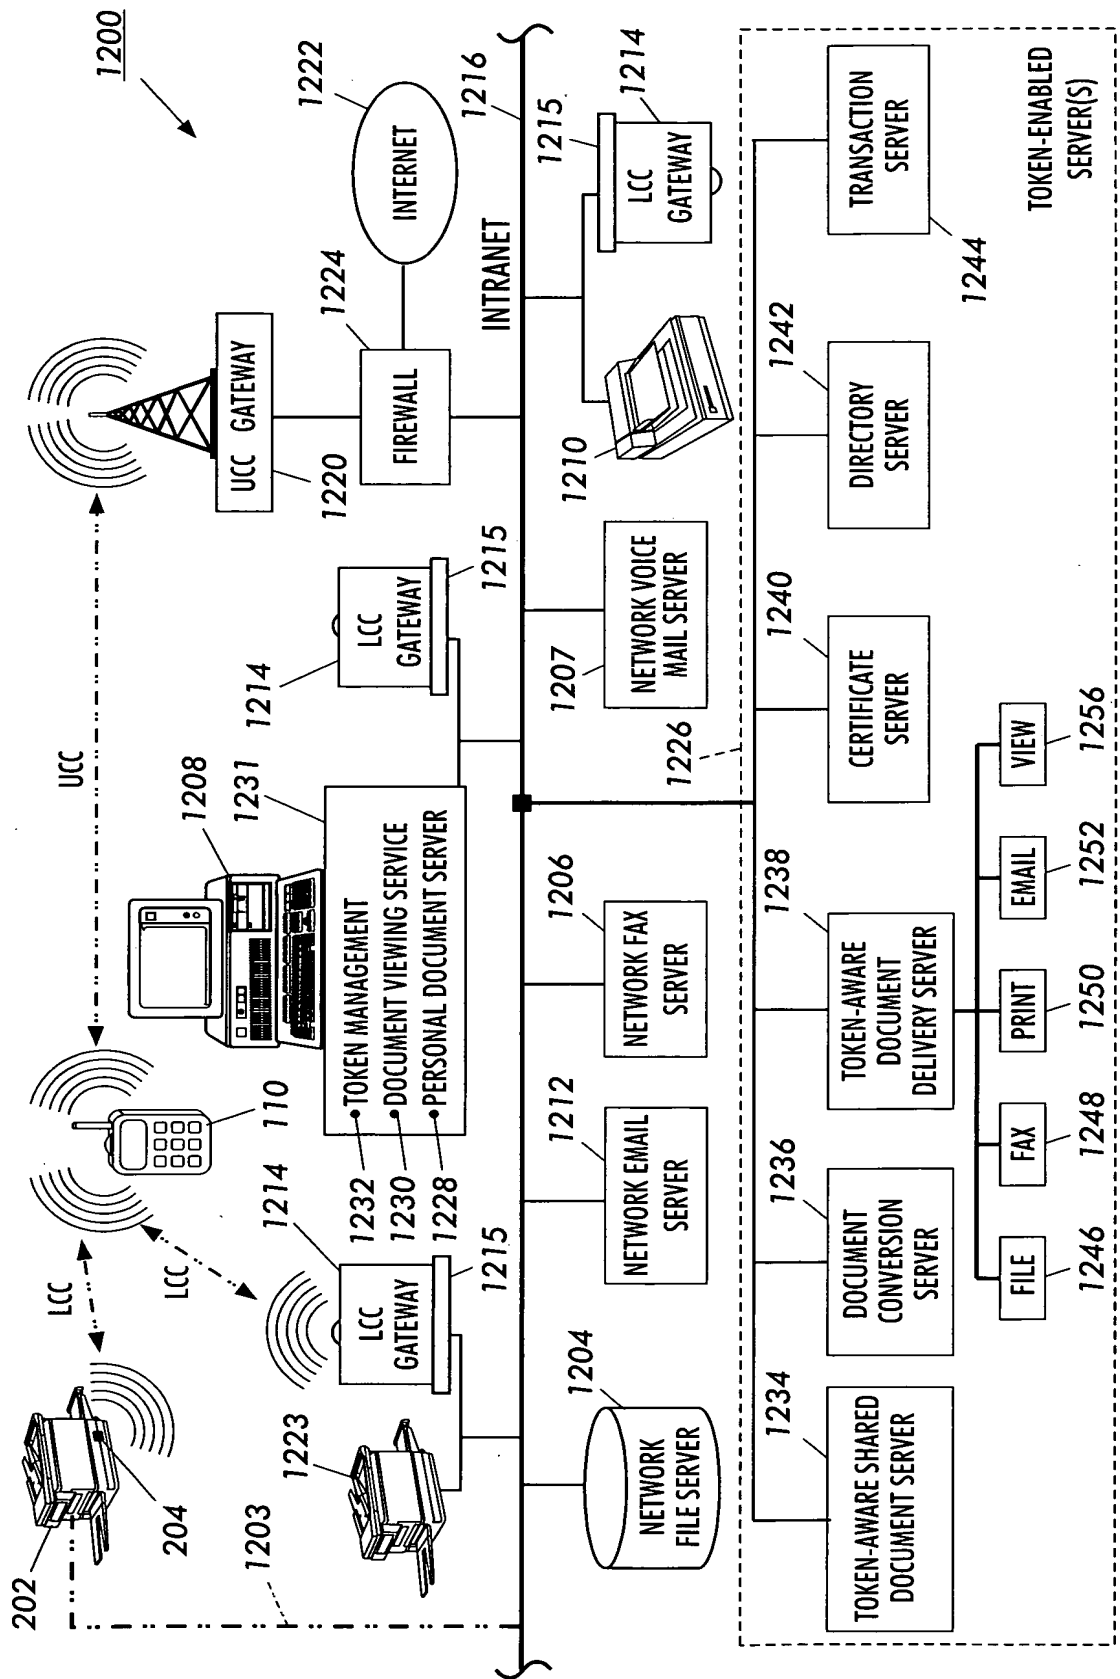 1200
UCC
LCC
LCC
202
204
1203
110
1208
1231
1214
LCC
GATEWAY
1215
UCC GATEWAY
1220
1222
INTERNET
1224
FIREWALL
1223
1214
LCC
GATEWAY
1215
TOKEN MANAGEMENT
DOCUMENT VIEWING SERVICE
PERSONAL DOCUMENT SERVER
1232
1230
1228
INTRANET
1216
1204
NETWORK
FILE SERVER
1212
NETWORK EMAIL
SERVER
1206
NETWORK FAX
SERVER
1207
NETWORK VOICE
MAIL SERVER
1210
1215
1214
LCC
GATEWAY
1226
1234
TOKEN-AWARE SHARED
DOCUMENT SERVER
1236
DOCUMENT
CONVERSION
SERVER
1238
TOKEN-AWARE
DOCUMENT
DELIVERY SERVER
1240
CERTIFICATE
SERVER
1242
DIRECTORY
SERVER
TRANSACTION
SERVER
1244
TOKEN-ENABLED
SERVER(S)
FILE
FAX
PRINT
EMAIL
VIEW
1246
1248
1250
1252
1256